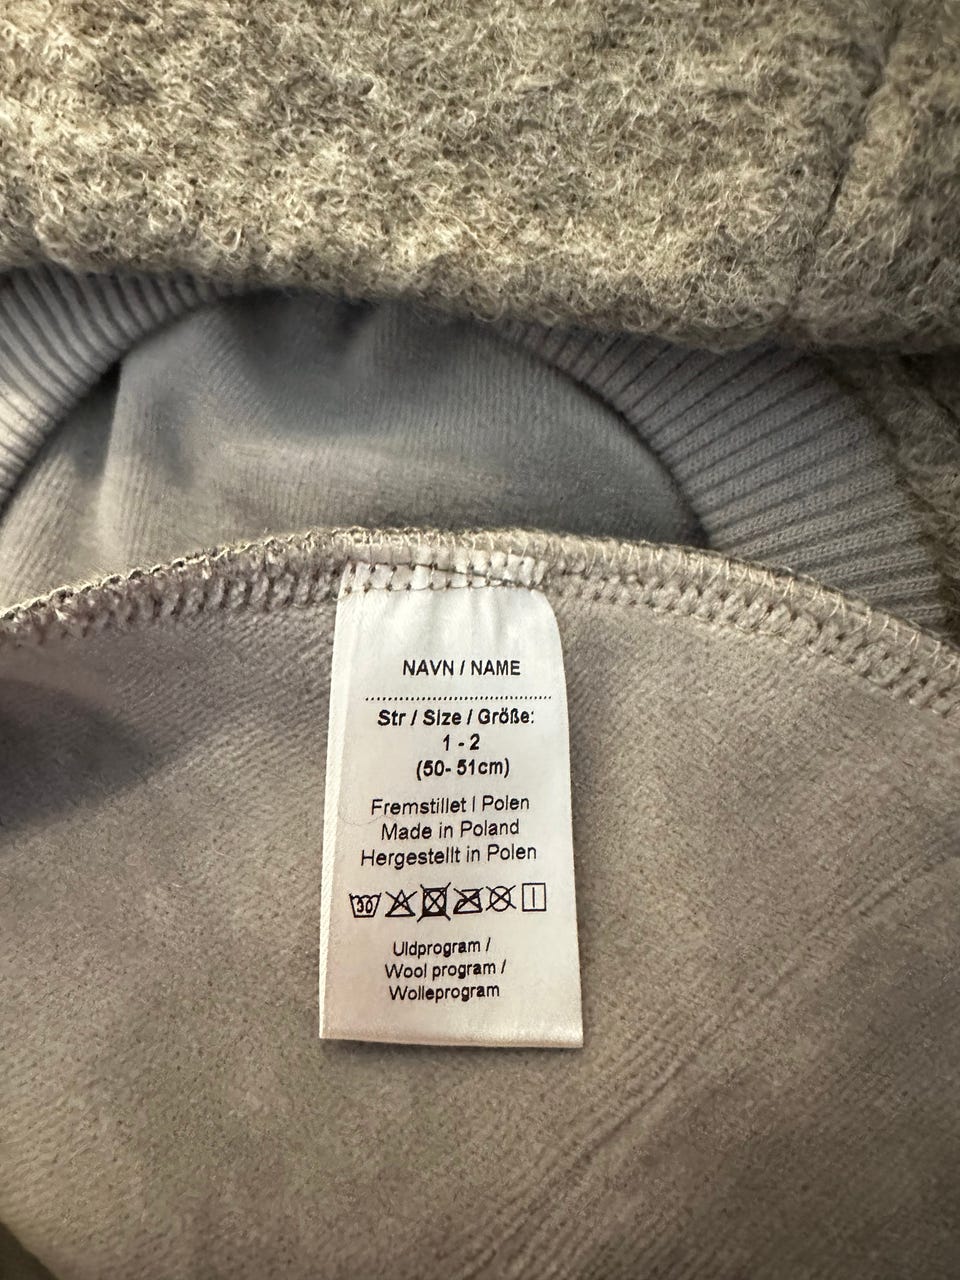 NAVN / NAME
Str / Size / Größe:
1 - 2
(50- 51cm)
Fremstillet I Polen
Made in Poland
Hergestellt in Polen
30
Uldprogram /
Wool program /
Wolleprogram